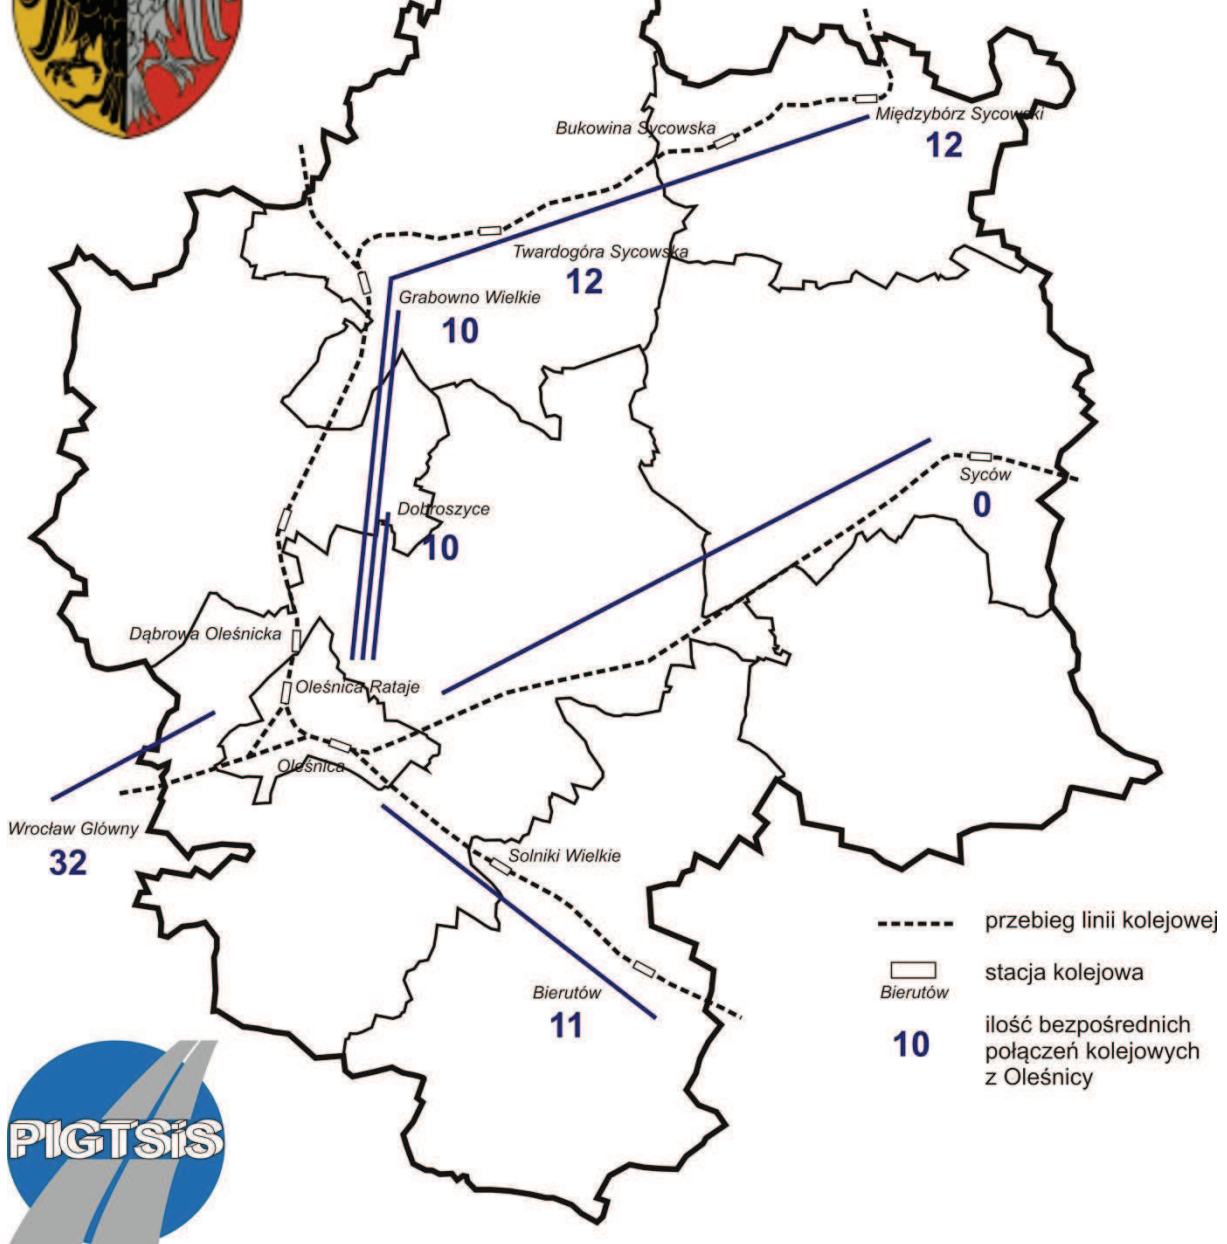 Bukowina Sycowska
Międzybórz Sycowski
12
Twardogóra Sycowska
12
Grabowno Wielkie
10
Syców
0
Dobroszyce
10
Dąbrowa Oleśnicka
Oleśnica Rataje
Oleśnica
Wrocław Glówny
32
Solniki Wielkie
Bierutów
11
przebieg linii kolejowej
stacja kolejowa
Bierutów
10
ilość bezpośrednich
połączeń kolejowych
z Oleśnicy
PIGTSiS